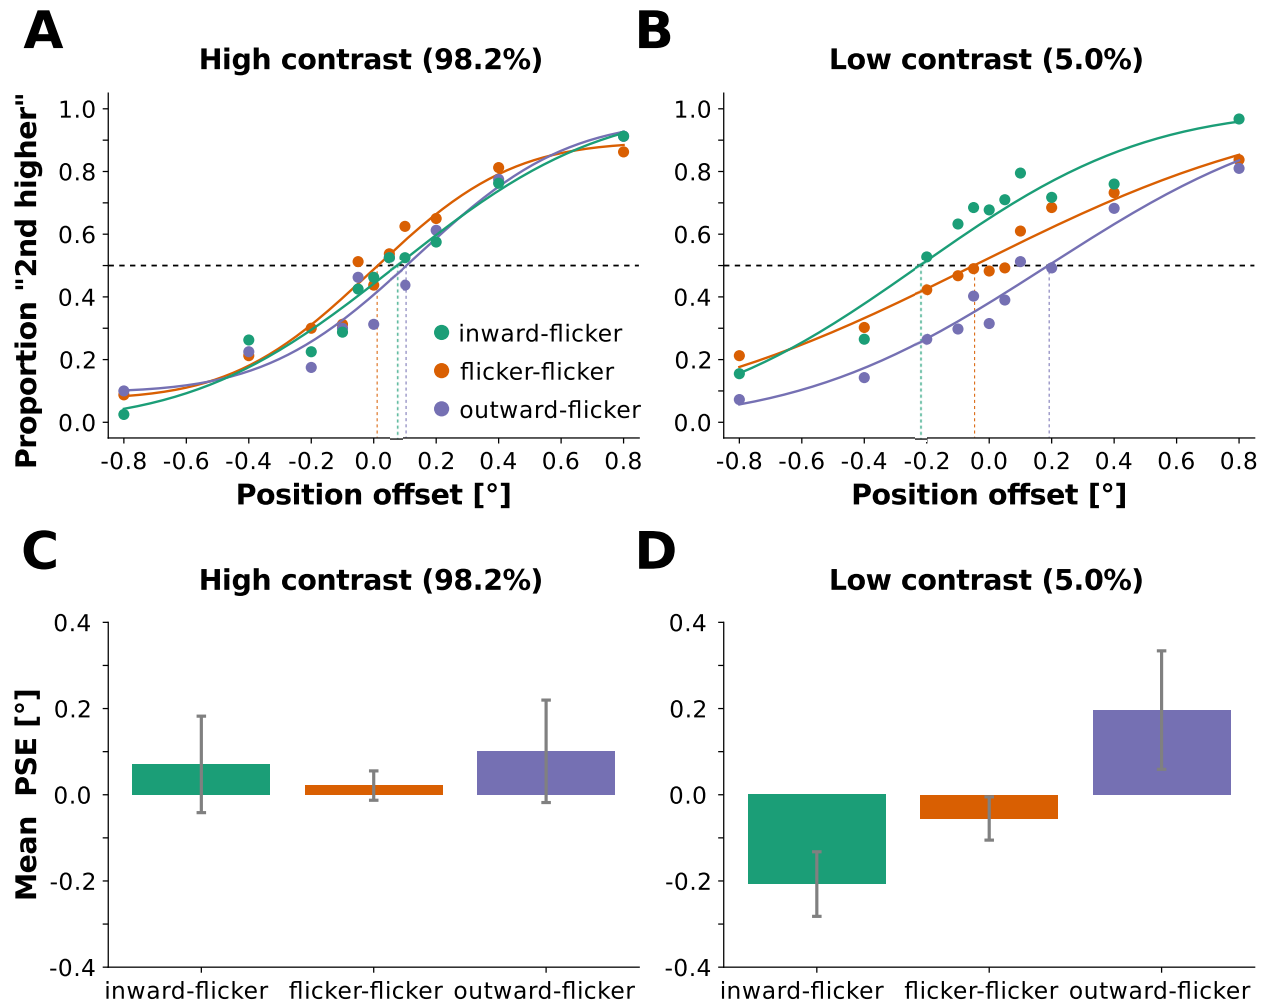 A
High contrast (98.2%)
Proportion "2nd higher"
1.0
0.8
0.6
0.4
0.2
0.0
inward-flicker
flicker-flicker
outward-flicker
-0.8 -0.6 -0.4 -0.2 0.0 0.2 0.4 0.6 0.8
Position offset [°]
B
Low contrast (5.0%)
1.0
0.8
0.6
0.4
0.2
0.0
-0.8 -0.6 -0.4 -0.2 0.0 0.2 0.4 0.6 0.8
Position offset [°]
C
High contrast (98.2%)
Mean PSE [°]
0.4
0.2
0.0
-0.2
-0.4
inward-flicker flicker-flicker outward-flicker
D
Low contrast (5.0%)
0.4
0.2
0.0
-0.2
-0.4
inward-flicker flicker-flicker outward-flicker